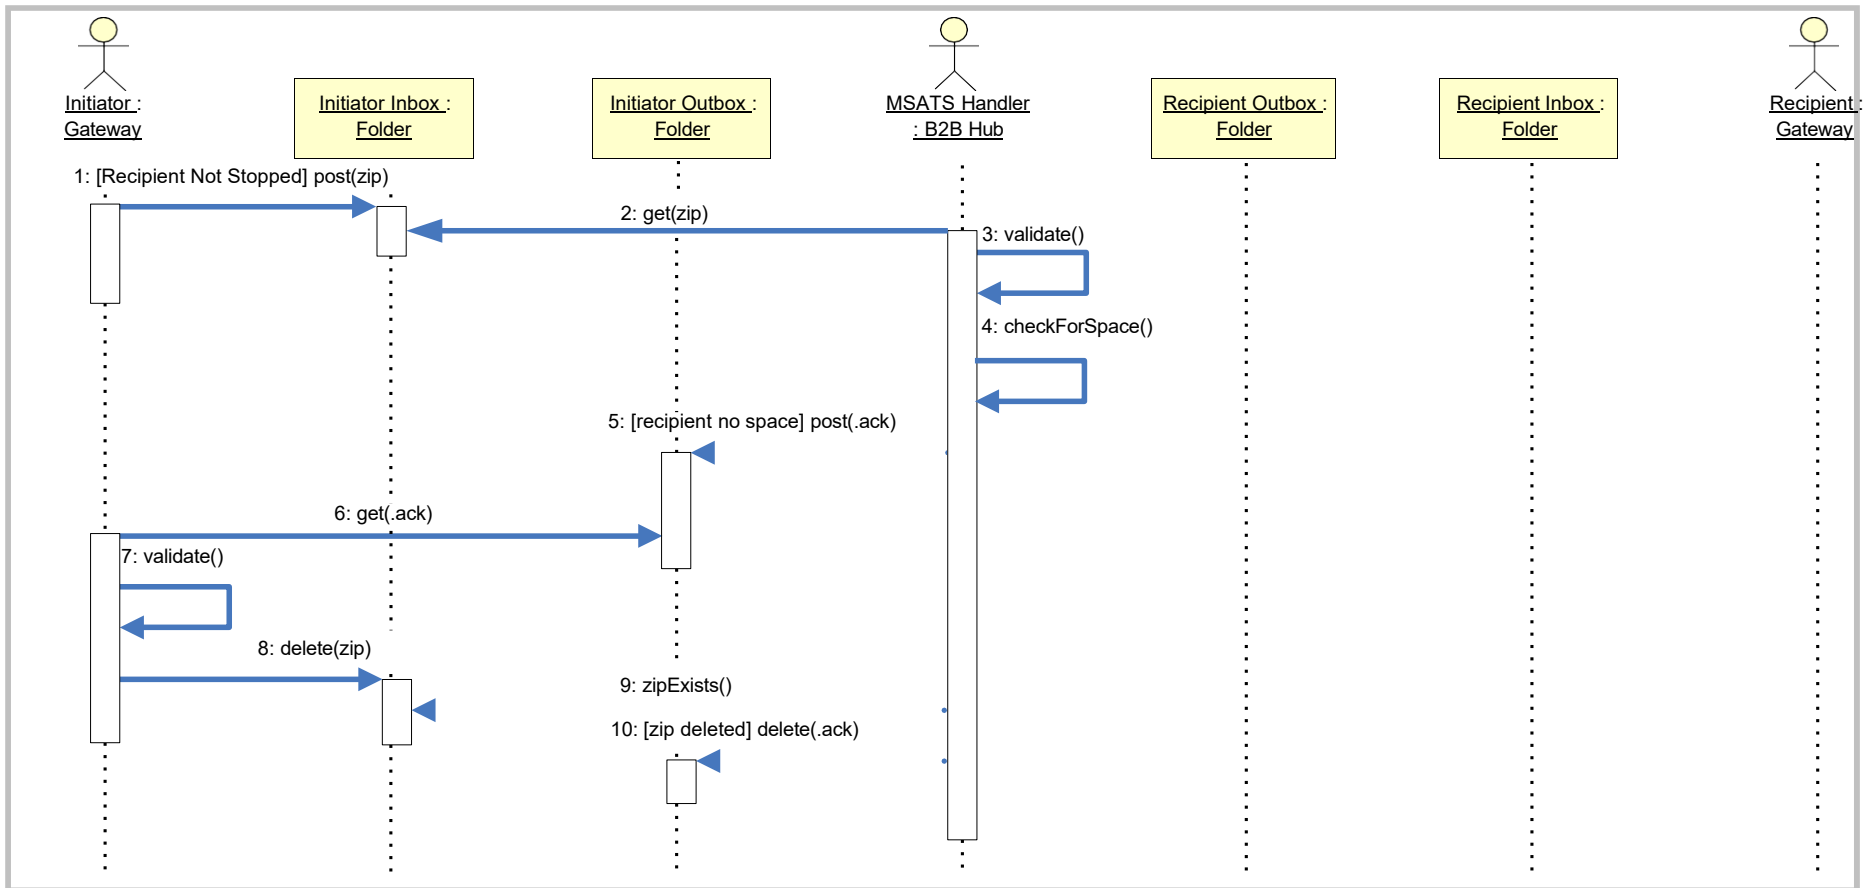 Initiator :
Gateway
Initiator Inbox :
Folder
Initiator Outbox :
Folder
MSATS Handler
: B2B Hub
Recipient Outbox :
Folder
Recipient Inbox :
Folder
Recipient :
Gateway
1: [Recipient Not Stopped] post(zip)
2: get(zip)
3: validate()
4: checkForSpace()
5: [recipient no space] post(.ack)
6: get(.ack)
7: validate()
8: delete(zip)
9: zipExists()
10: [zip deleted] delete(.ack)